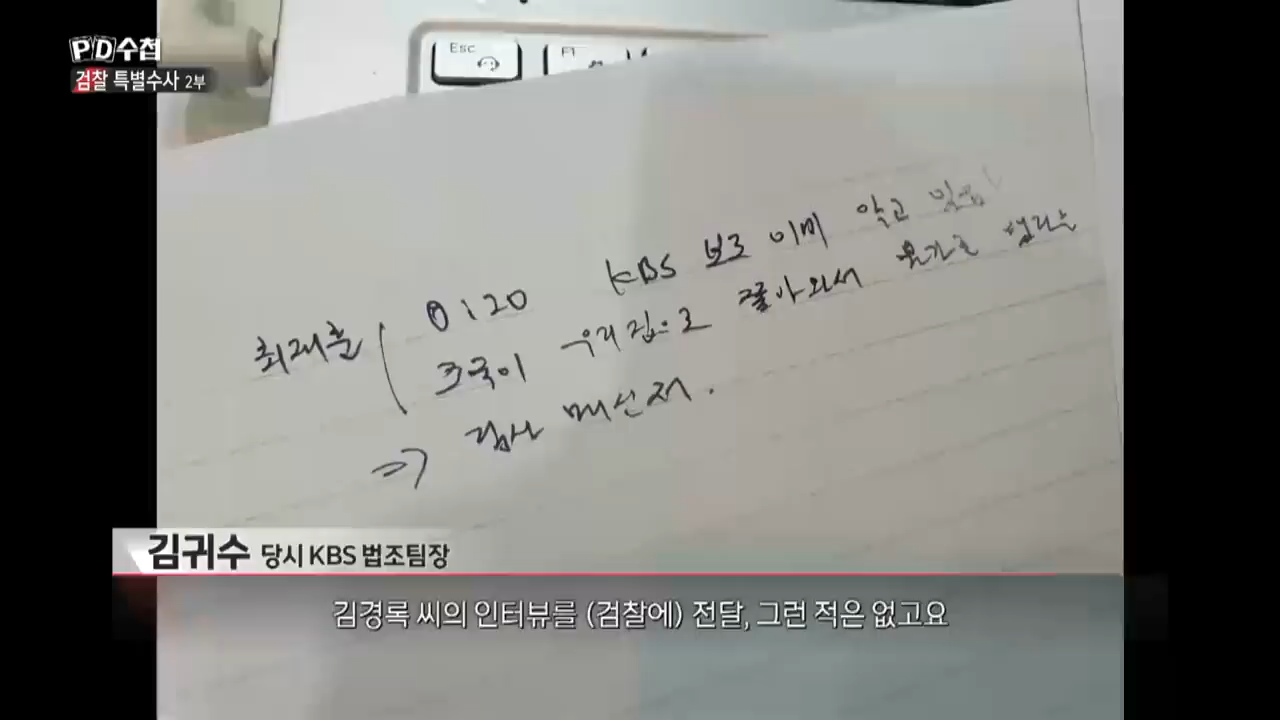 PD수첩
검찰 특별수사 2부
Esc
F1
KBS 보로 이미 알고 있음
최재훈 0120
조국이 우리집으로 쫓아와서
⇒ 검사 메신저.
김귀수 당시 KBS 법조팀장
김경록 씨의 인터뷰를 (검찰에) 전달, 그런 적은 없고요